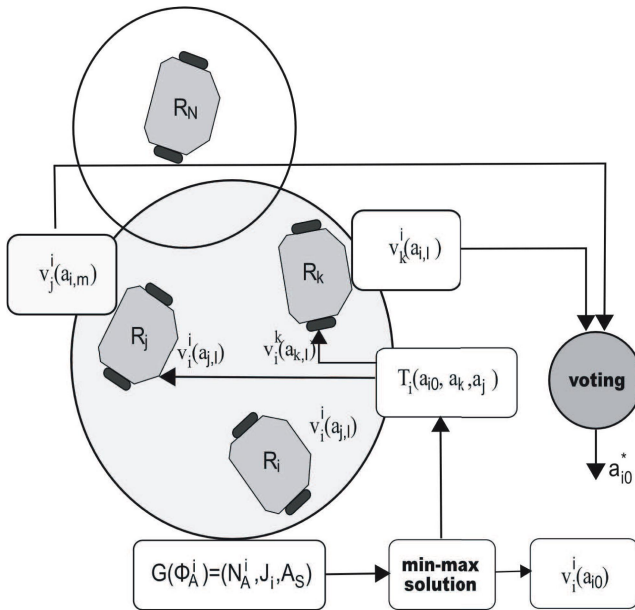 R_N
v_j^i(a_{i,m})
R_k
v_k^i(a_{i,l})
R_j
v_i^j(a_{j,l})
v_i^k(a_{k,l})
T_i(a_{i0}, a_k,a_j )
voting
v_i^i(a_{j,l})
R_i
a_{i0}^*
G(Φ_A^i)=(N_A^i,J_i,A_S)
min-max
solution
v_i^i(a_{i0})